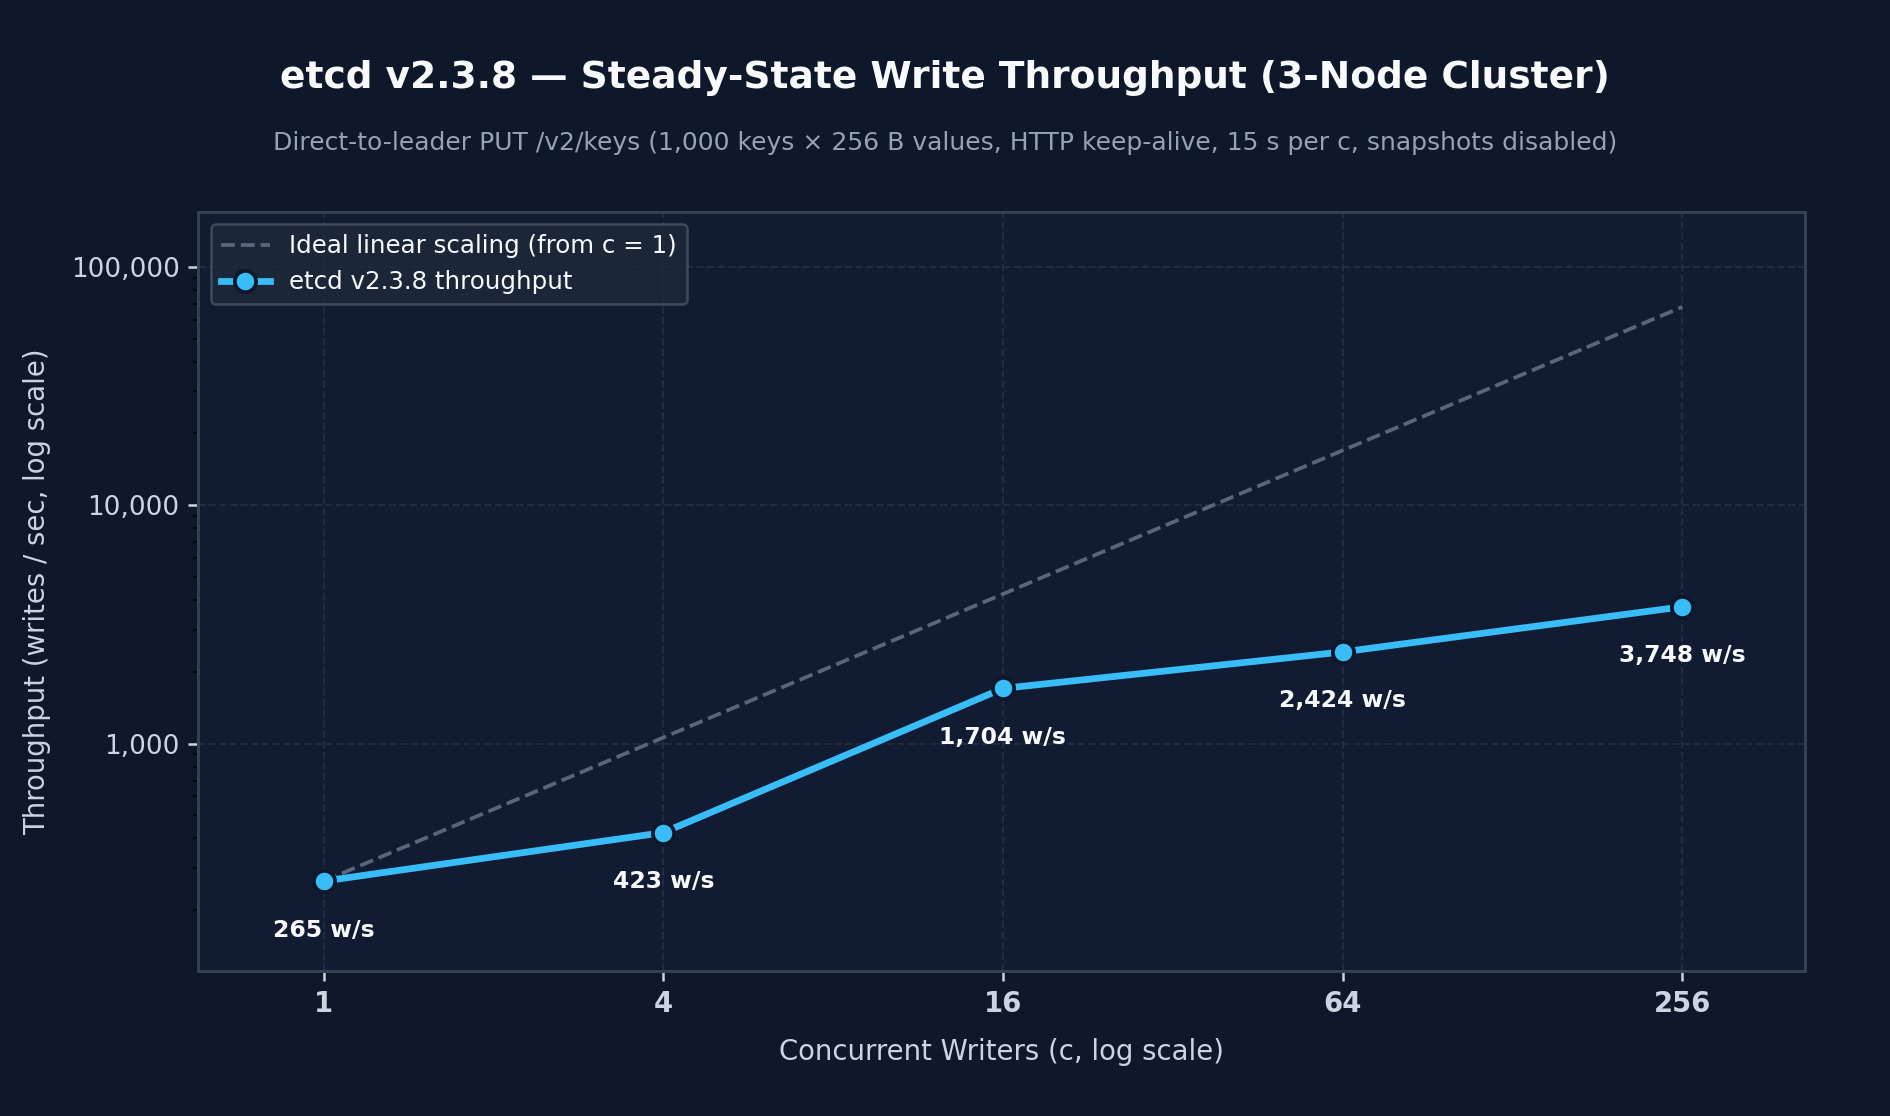 etcd v2.3.8 — Steady-State Write Throughput (3-Node Cluster)
Direct-to-leader PUT /v2/keys (1,000 keys × 256 B values, HTTP keep-alive, 15 s per c, snapshots disabled)
Ideal linear scaling (from c = 1)
etcd v2.3.8 throughput
Throughput (writes / sec, log scale)
100,000
10,000
1,000
265 w/s
423 w/s
1,704 w/s
2,424 w/s
3,748 w/s
1
4
16
64
256
Concurrent Writers (c, log scale)